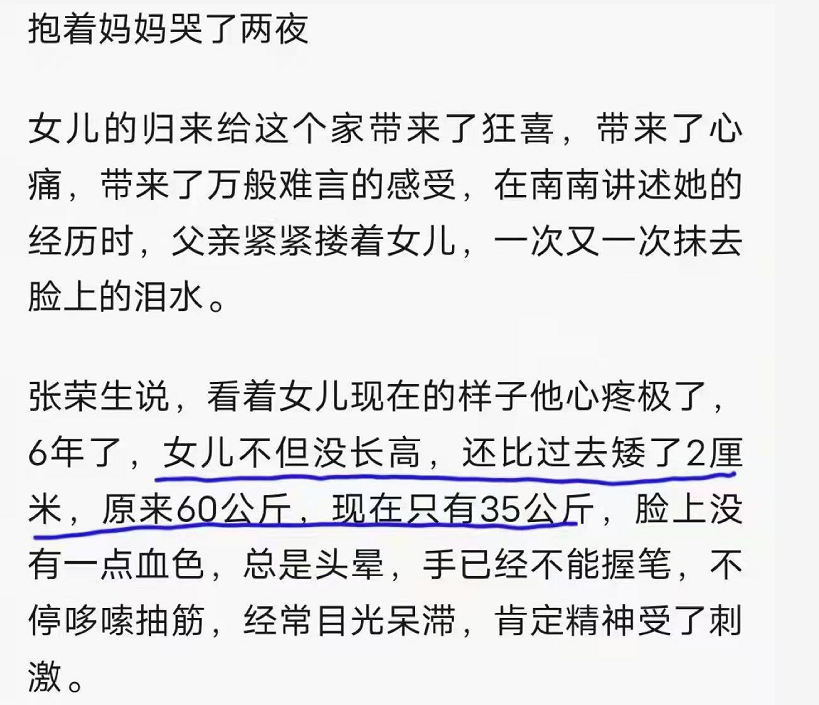 抱着妈妈哭了两夜
女儿的归来给这个家带来了狂喜，带来了心
痛，带来了万般难言的感受，在南南讲述她的
经历时，父亲紧紧搂着女儿，一次又一次抹去
脸上的泪水。
张荣生说，看着女儿现在的样子他心疼极了，
6年了，女儿不但没长高，还比过去矮了2厘
米，原来60公斤，现在只有35公斤，脸上没
有一点血色，总是头晕，手已经不能握笔，不
停哆嗦抽筋，经常目光呆滞，肯定精神受了刺
激。